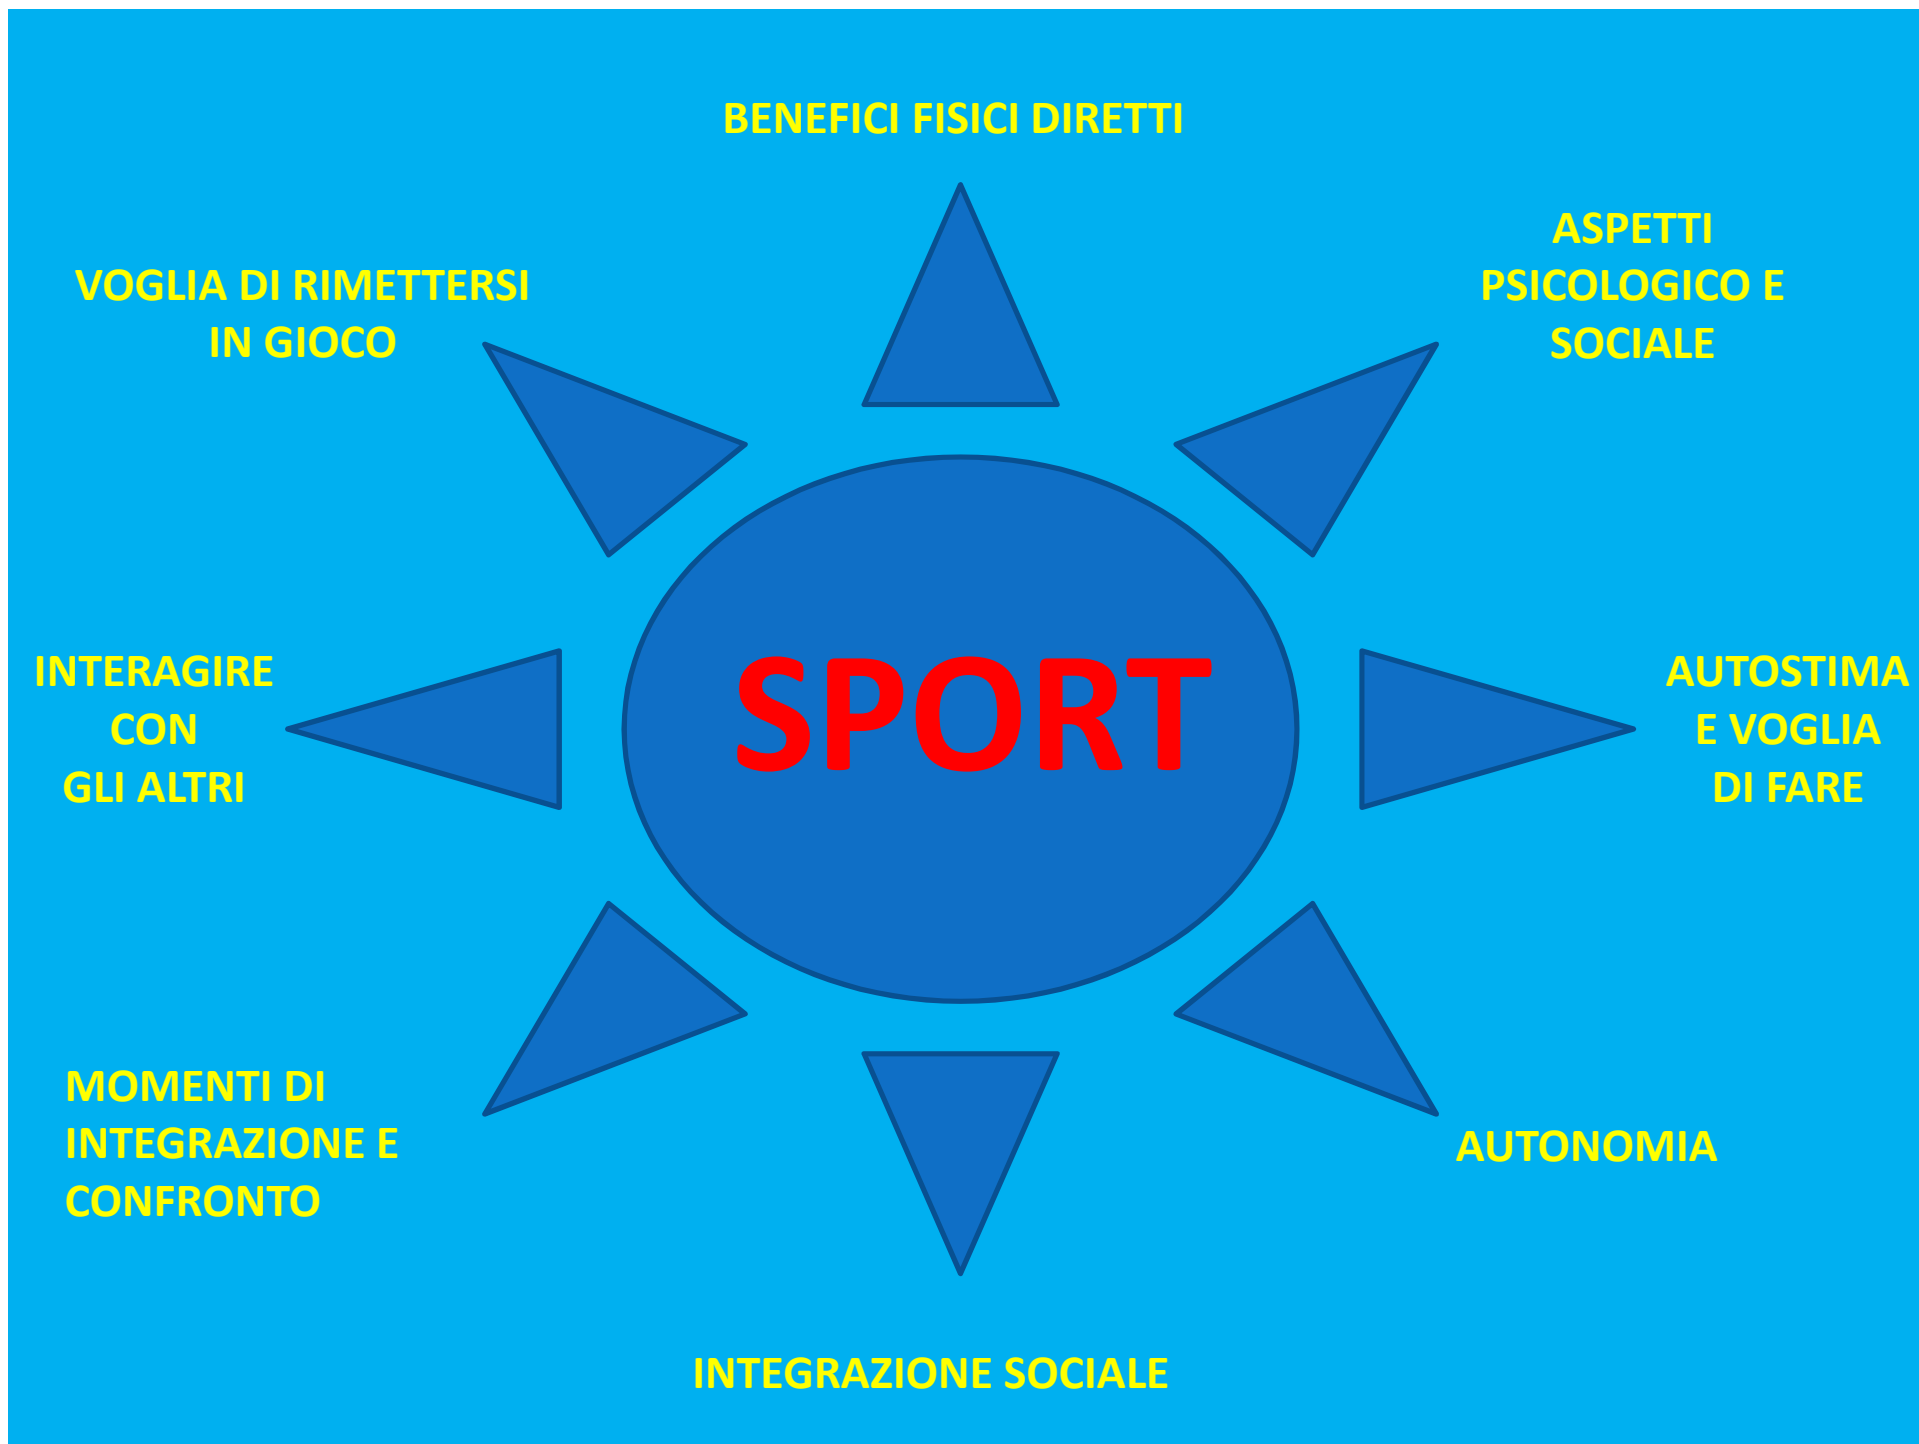 BENEFICI FISICI DIRETTI
ASPETTI
PSICOLOGICO E
SOCIALE
VOGLIA DI RIMETTERSI
IN GIOCO
INTERAGIRE
CON
GLI ALTRI
SPORT
AUTOSTIMA
E VOGLIA
DI FARE
MOMENTI DI
INTEGRAZIONE E
CONFRONTO
AUTONOMIA
INTEGRAZIONE SOCIALE